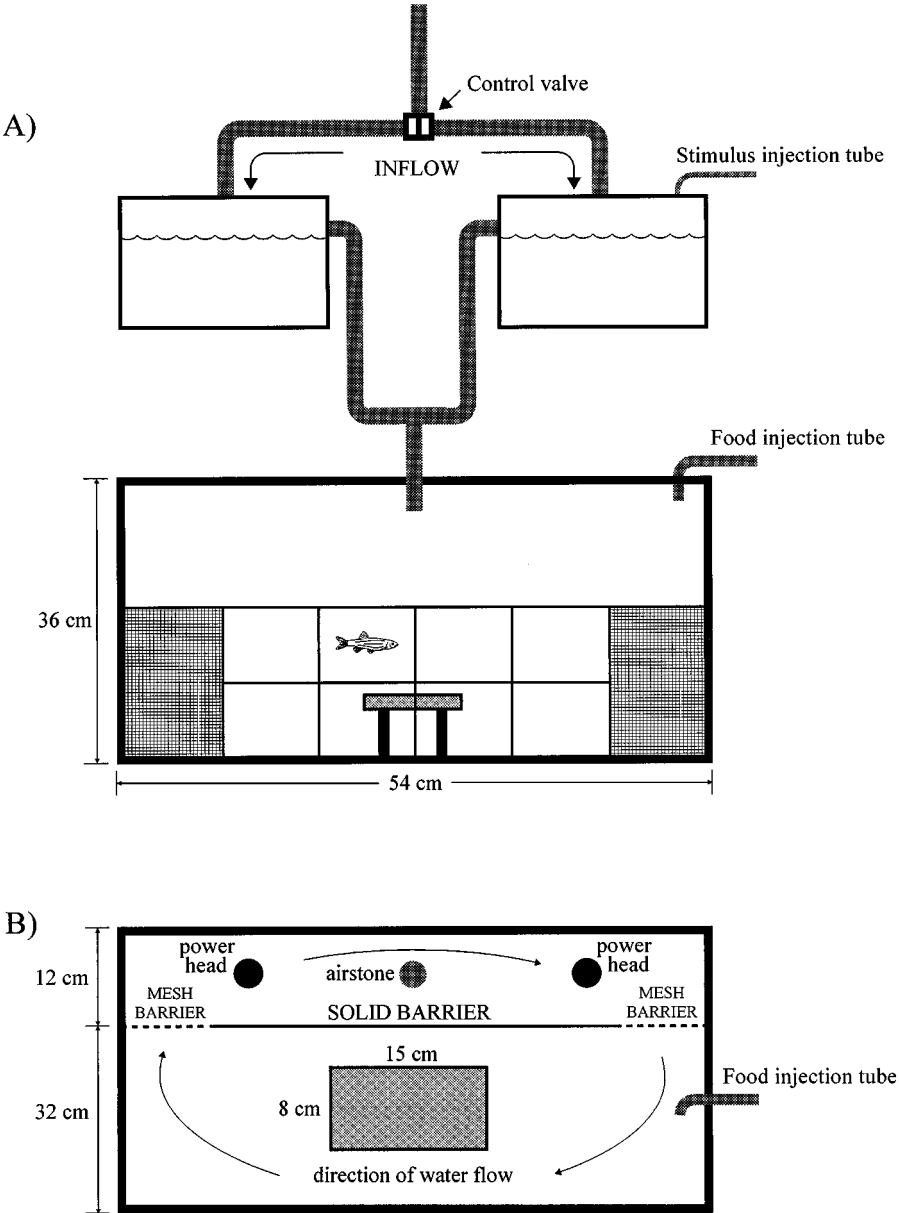 A)
Control valve
INFLOW
Stimulus injection tube
Food injection tube
36 cm
54 cm
B)
power
head
airstone
power
head
12 cm
MESH
BARRIER
SOLID BARRIER
MESH
BARRIER
15 cm
Food injection tube
8 cm
32 cm
direction of water flow